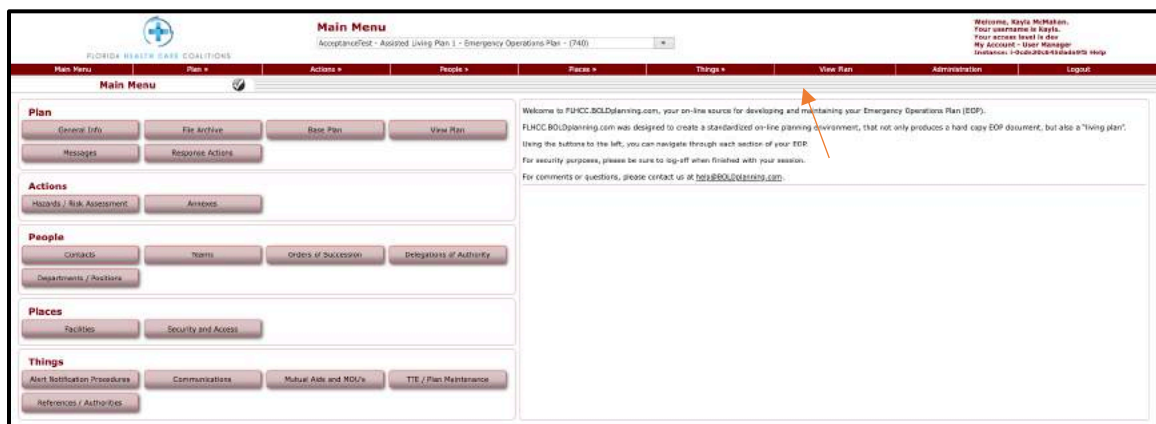 FLORIDA HEALTH CARE COALITIONS
Main Menu
AcceptanceTest - Assisted Living Plan 1 - Emergency Operations Plan - (740)
Welcome, Kayla McMahon.
Your username is Kayla.
Your access level is dev
My Account - User Manager
Instance: Help
Main Menu Plan » Actions » People » Places » Things » View Plan Administration Logout
Main Menu
Plan
General Info File Archive Base Plan View Plan
Messages Response Actions
Actions
Hazards / Risk Assessment Annexes
People
Contacts Teams Orders of Succession Delegations of Authority
Departments / Positions
Places
Facilities Security and Access
Things
Alert Notification Procedures Communications Mutual Aids and MOU's TTE / Plan Maintenance
References / Authorities
Welcome to FLHCC.BOLDplanning.com, your on-line source for developing and maintaining your Emergency Operations Plan (EOP).
FLHCC.BOLDplanning.com was designed to create a standardized on-line planning environment, that not only produces a hard copy EOP document, but also a "living plan".
Using the buttons to the left, you can navigate through each section of your EOP.
For security purposes, please be sure to log-off when finished with your session.
For comments or questions, please contact us at help@BOLDplanning.com.